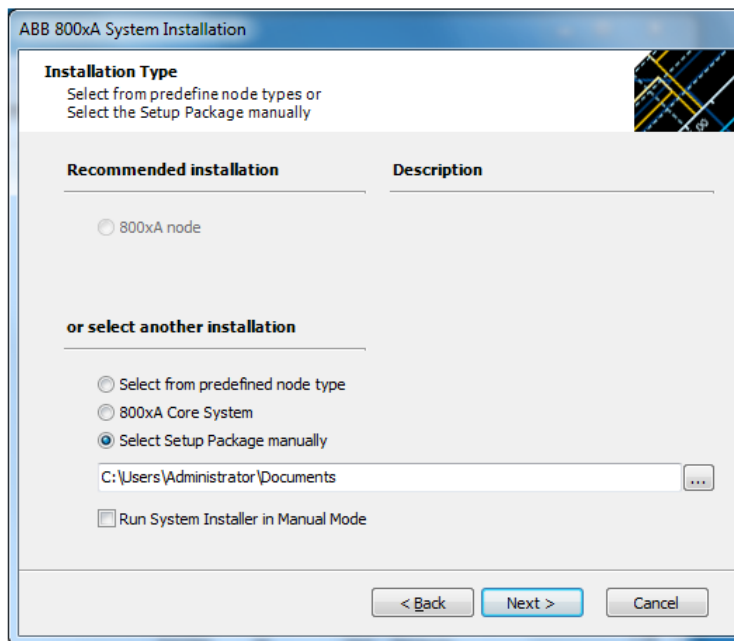 ABB 800xA System Installation
Installation Type
Select from predefine node types or
Select the Setup Package manually
Recommended installation
Description
800xA node
or select another installation
Select from predefined node type
800xA Core System
Select Setup Package manually
C:\Users\Administrator\Documents
...
Run System Installer in Manual Mode
< Back
Next >
Cancel